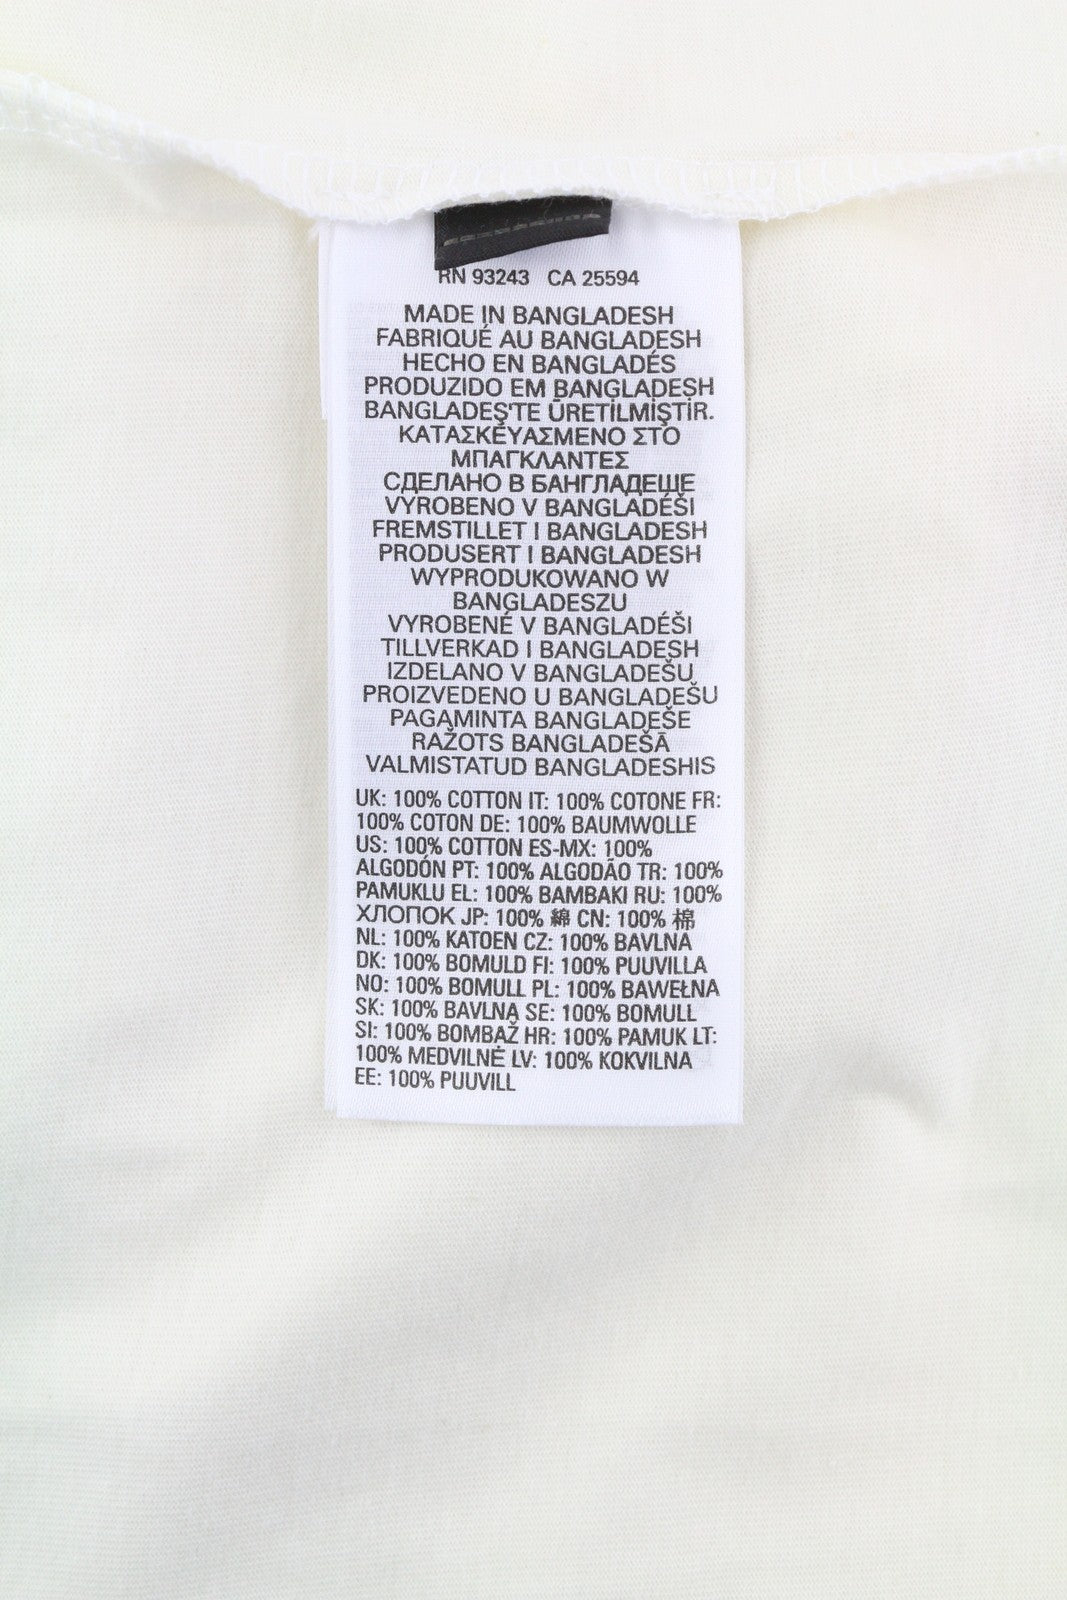 RN 93243 CA 25594
MADE IN BANGLADESH
FABRIQUÉ AU BANGLADESH
HECHO EN BANGLADÉS
PRODUZIDO EM BANGLADESH
BANGLADEŞ'TE ÜRETİLMİŞTİR.
ΚΑΤΑΣΚΕΥΑΣΜΕΝΟ ΣΤΟ
ΜΠΑΓΚΛΑΝΤΕΣ
СДЕЛАНО В БАНГЛАДЕШЕ
VYROBENO V BANGLADÉŠI
FREMSTILLET I BANGLADESH
PRODUSERT I BANGLADESH
WYPRODUKOWANO W
BANGLADESZU
VYROBENÉ V BANGLADÉŠI
TILLVERKAD I BANGLADESH
IZDELANO V BANGLADEŠU
PROIZVEDENO U BANGLADEŠU
PAGAMINTA BANGLADEŠE
RAŽOTS BANGLADEŠĀ
VALMISTATUD BANGLADESHIS
UK: 100% COTTON IT: 100% COTONE FR:
100% COTON DE: 100% BAUMWOLLE
US: 100% COTTON ES-MX: 100%
ALGODÓN PT: 100% ALGODÃO TR: 100%
PAMUKLU EL: 100% ΒΑΜΒΑΚΙ RU: 100%
ХЛОПОК JP: 100% 綿 CN: 100% 棉
NL: 100% KATOEN CZ: 100% BAVLNA
DK: 100% BOMULD FI: 100% PUUVILLA
NO: 100% BOMULL PL: 100% BAWEŁNA
SK: 100% BAVLNA SE: 100% BOMULL
SI: 100% BOMBAŽ HR: 100% PAMUK LT:
100% MEDVILNĖ LV: 100% KOKVILNA
EE: 100% PUUVILL